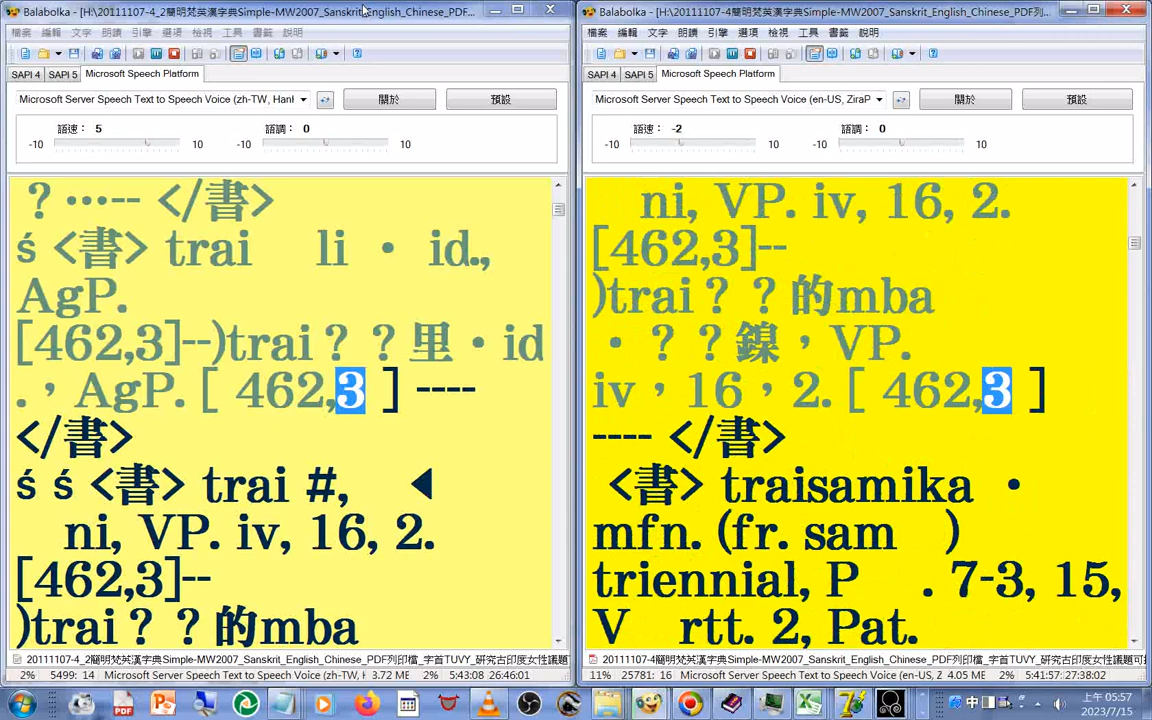 Balabolka - [H:\20111107-4_2簡明梵英漢字典Simple-MW2007_Sanskrit_English_Chinese_PDF...
檔案 編輯 文字 朗讀 引擎 選項 檢視 工具 書籤 說明
SAPI 4 SAPI 5 Microsoft Speech Platform
Microsoft Server Speech Text to Speech Voice (zh-TW, HanH 關於 預設
語速： 5 語調： 0
-10 10 -10 10
？…-- </書>
ś <書> trai li ・ id.,
AgP.
[462,3]--)trai？？里・id
.，AgP. [ 462,3 ] ----
</書>
ś ś <書> trai #, ◀
ni, VP. iv, 16, 2.
[462,3]--
)trai？？的mba
20111107-4_2簡明梵英漢字典Simple-MW2007_Sanskrit_English_Chinese_PDF列印檔_字首TUVY_研究古印度女性議題
2% 5499: 14 Microsoft Server Speech Text to Speech Voice (zh-TW, H 3.72 MB 2% 5:43:08 26:46:01
Balabolka - [H:\20111107-4簡明梵英漢字典Simple-MW2007_Sanskrit_English_Chinese_PDF列...
檔案 編輯 文字 朗讀 引擎 選項 檢視 工具 書籤 說明
SAPI 4 SAPI 5 Microsoft Speech Platform
Microsoft Server Speech Text to Speech Voice (en-US, ZiraP 關於 預設
語速： -2 語調： 0
-10 10 -10 10
ni, VP. iv, 16, 2.
[462,3]--
)trai？？的mba
・？？鎳，VP.
iv，16，2. [ 462,3 ]
---- </書>
<書> traisamika ・
mfn. (fr. sam )
triennial, P . 7-3, 15,
V rtt. 2, Pat.
20111107-4簡明梵英漢字典Simple-MW2007_Sanskrit_English_Chinese_PDF列印檔_字首TUVY_研究古印度女性議題可
11% 25781: 16 Microsoft Server Speech Text to Speech Voice (en-US, Z 4.05 MB 2% 5:41:57:27:38:02
上午 05:57
2023/7/15